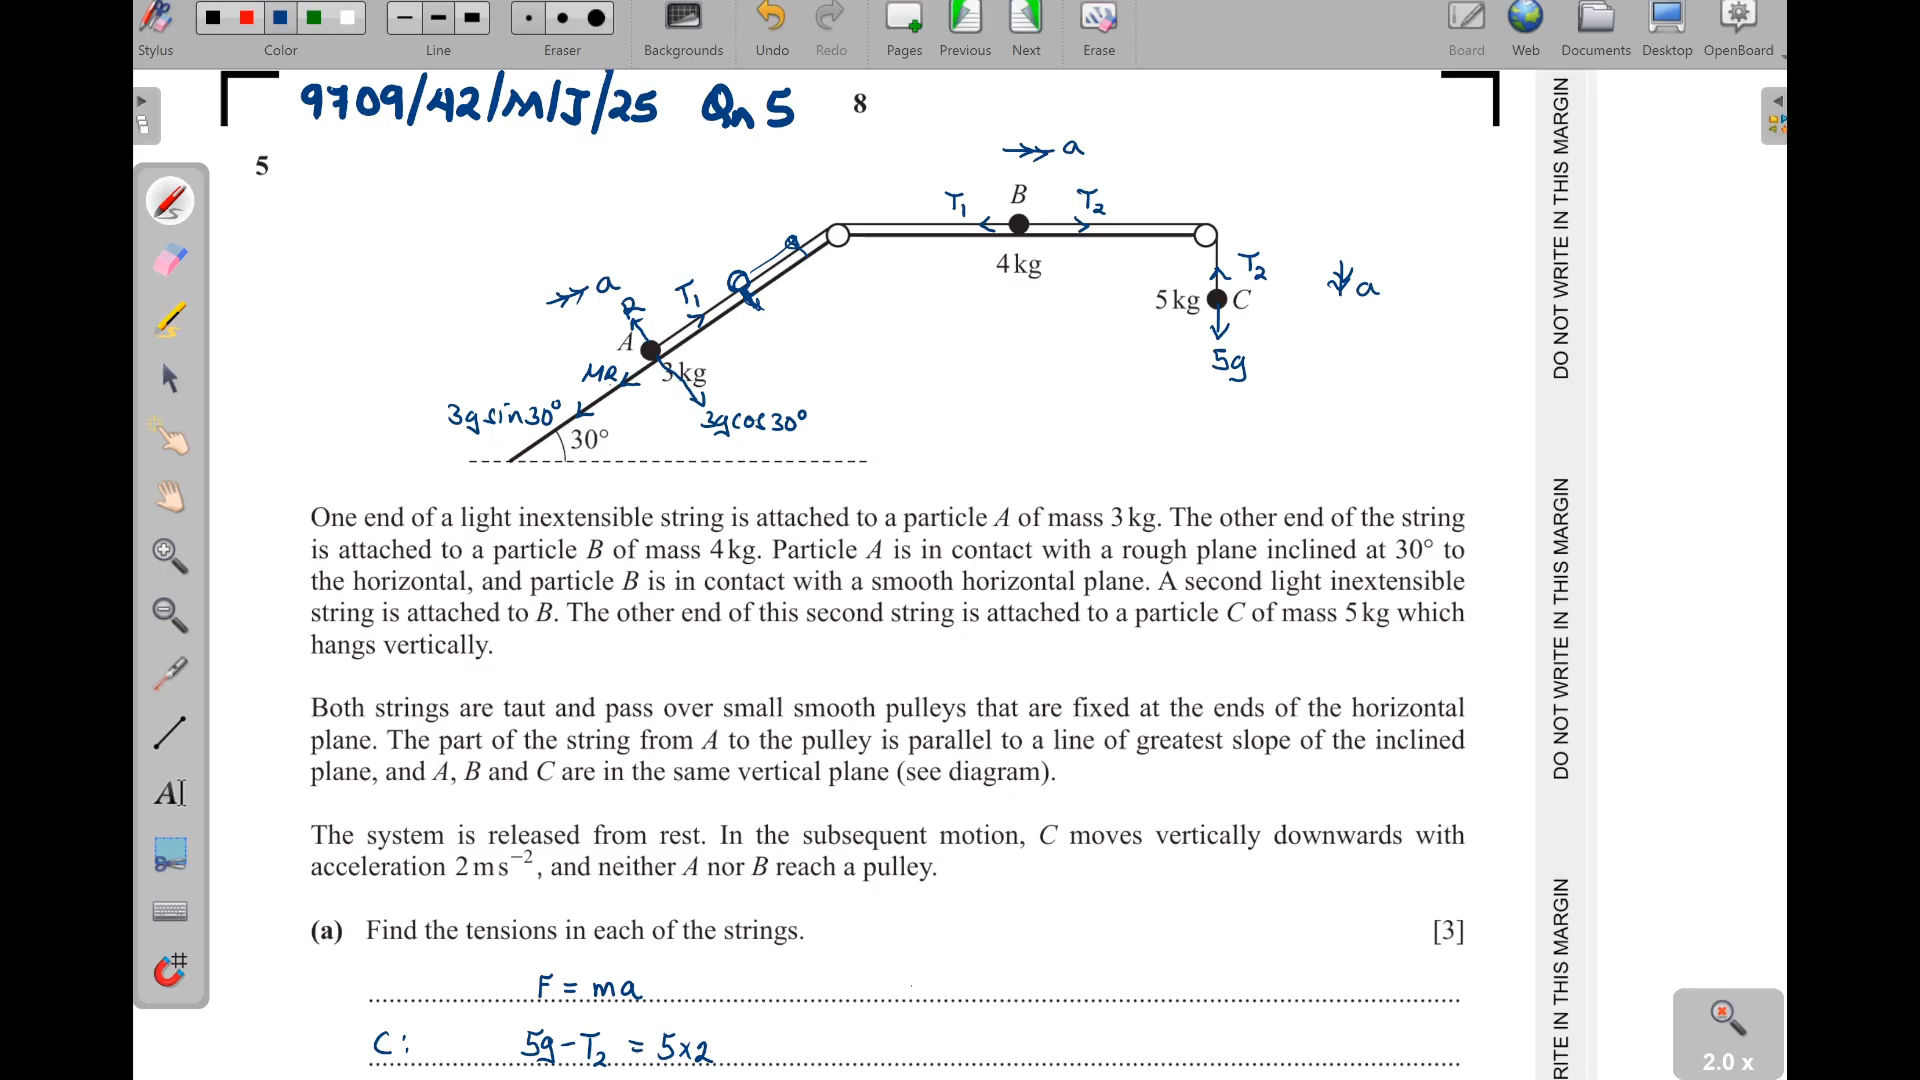 Stylus Color Line Eraser Backgrounds Undo Redo Pages Previous Next Erase Board Web Documents Desktop OpenBoard
9709/42/M/J/25 Qn 5
8
5
a
T₁ B T₂
4 kg
T₂
a
5 kg C
5g
a
R T₁
A
3 kg
MR
3g sin 30°
3g cos 30°
30°
One end of a light inextensible string is attached to a particle A of mass 3 kg. The other end of the string
is attached to a particle B of mass 4 kg. Particle A is in contact with a rough plane inclined at 30° to
the horizontal, and particle B is in contact with a smooth horizontal plane. A second light inextensible
string is attached to B. The other end of this second string is attached to a particle C of mass 5 kg which
hangs vertically.
Both strings are taut and pass over small smooth pulleys that are fixed at the ends of the horizontal
plane. The part of the string from A to the pulley is parallel to a line of greatest slope of the inclined
plane, and A, B and C are in the same vertical plane (see diagram).
The system is released from rest. In the subsequent motion, C moves vertically downwards with
acceleration 2 m s⁻², and neither A nor B reach a pulley.
(a) Find the tensions in each of the strings. [3]
F = ma
C: 5g - T₂ = 5×2
DO NOT WRITE IN THIS MARGIN
DO NOT WRITE IN THIS MARGIN
RITE IN THIS MARGIN
AI
2.0 x